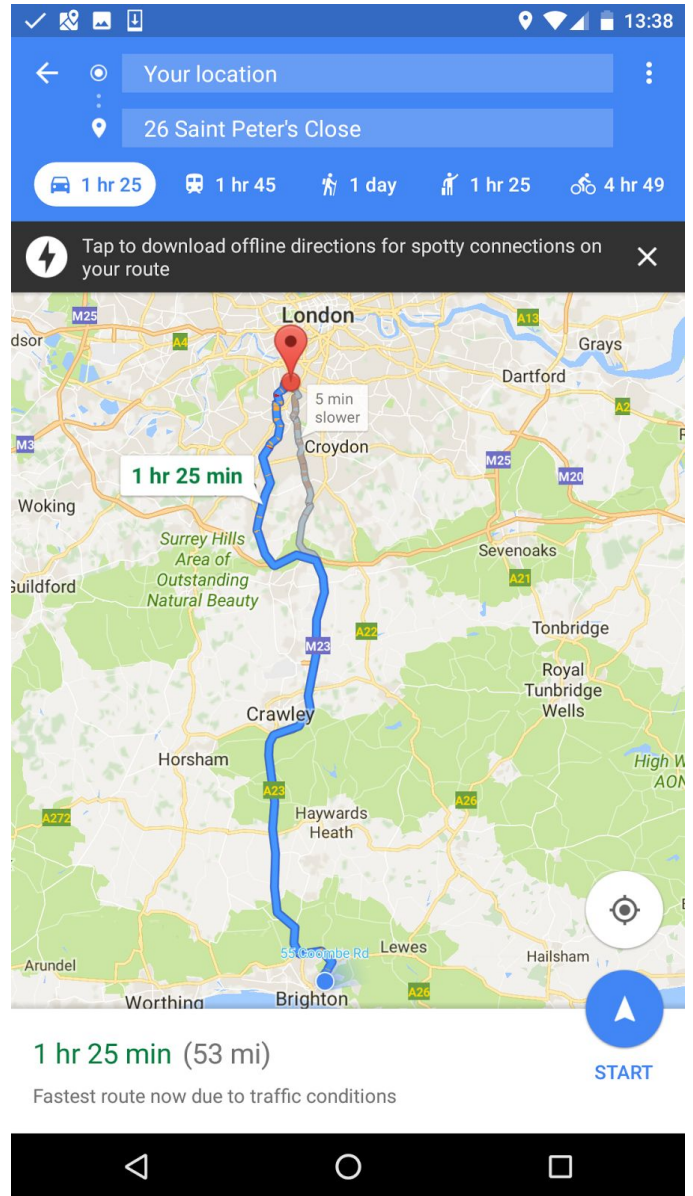 13:38
Your location
26 Saint Peter's Close
1 hr 25
1 hr 45
1 day
1 hr 25
4 hr 49
Tap to download offline directions for spotty connections on
your route
London
M25
A13
dsor
A4
Grays
Dartford
5 min
slower
A2
M3
Croydon
M25
1 hr 25 min
M20
Woking
Surrey Hills
Area of
Outstanding
Natural Beauty
Sevenoaks
Guildford
A21
A22
Tonbridge
M23
Royal
Tunbridge
Wells
Crawley
Horsham
High W
AON
A23
A26
A272
Haywards
Heath
55 Coombe Rd
Lewes
Hailsham
Arundel
A26
Worthing
Brighton
1 hr 25 min (53 mi)
START
Fastest route now due to traffic conditions